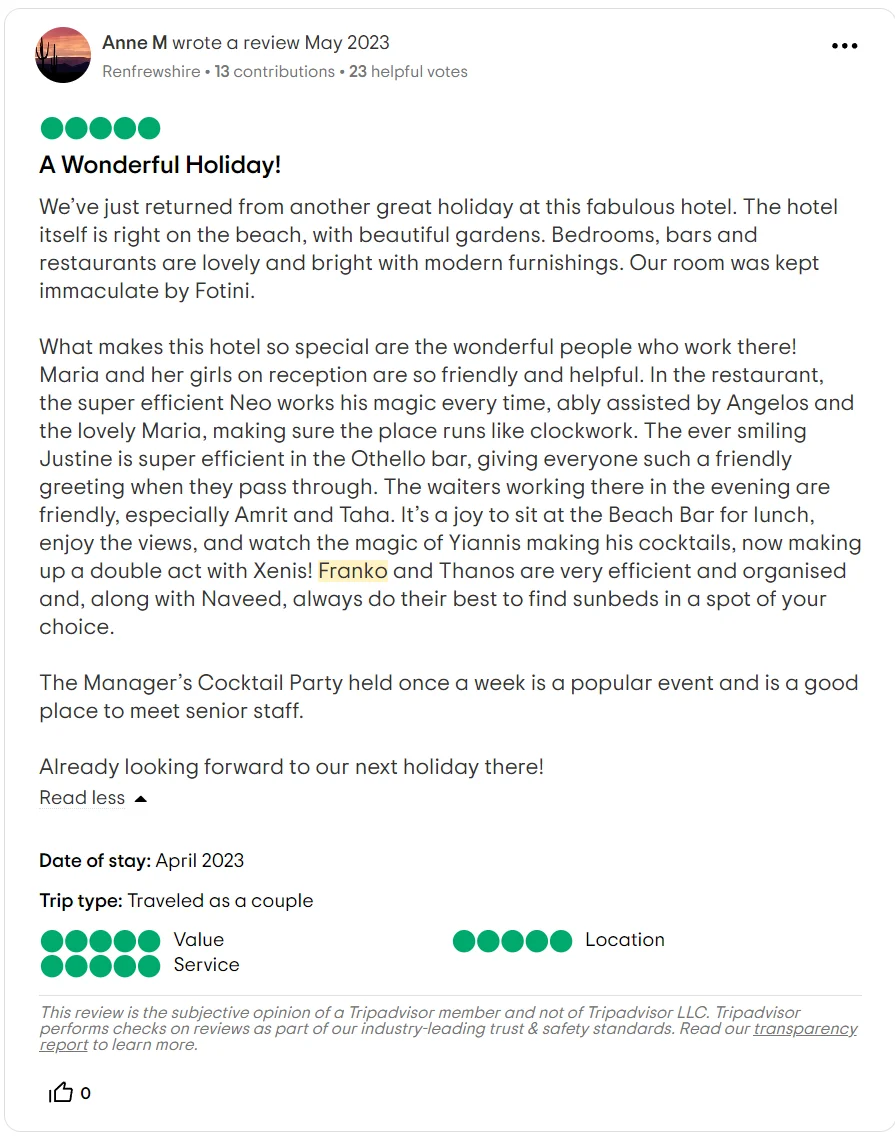 Anne M wrote a review May 2023
Renfrewshire • 13 contributions • 23 helpful votes
A Wonderful Holiday!
We’ve just returned from another great holiday at this fabulous hotel. The hotel
itself is right on the beach, with beautiful gardens. Bedrooms, bars and
restaurants are lovely and bright with modern furnishings. Our room was kept
immaculate by Fotini.
What makes this hotel so special are the wonderful people who work there!
Maria and her girls on reception are so friendly and helpful. In the restaurant,
the super efficient Neo works his magic every time, ably assisted by Angelos and
the lovely Maria, making sure the place runs like clockwork. The ever smiling
Justine is super efficient in the Othello bar, giving everyone such a friendly
greeting when they pass through. The waiters working there in the evening are
friendly, especially Amrit and Taha. It’s a joy to sit at the Beach Bar for lunch,
enjoy the views, and watch the magic of Yiannis making his cocktails, now making
up a double act with Xenis! Franko and Thanos are very efficient and organised
and, along with Naveed, always do their best to find sunbeds in a spot of your
choice.
The Manager’s Cocktail Party held once a week is a popular event and is a good
place to meet senior staff.
Already looking forward to our next holiday there!
Read less
Date of stay: April 2023
Trip type: Traveled as a couple
Value
Location
Service
This review is the subjective opinion of a Tripadvisor member and not of Tripadvisor LLC. Tripadvisor
performs checks on reviews as part of our industry-leading trust & safety standards. Read our transparency
report to learn more.
0